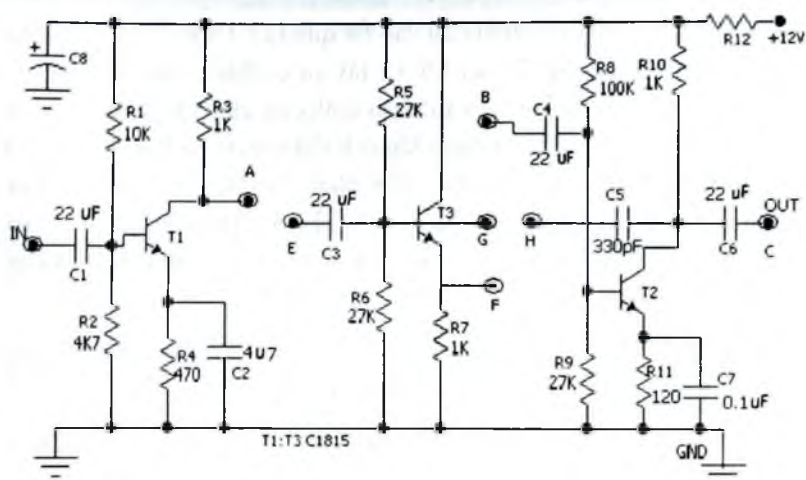 C8
R12
+12V
R1
10K
R3
1K
R5
27K
R8
100K
R10
1K
B
C4
22 uF
A
22 uF
IN
C1
T1
22 uF
E
C3
T3
G
H
C5
330pF
22 uF
OUT
C6
C
R2
4K7
R4
470
4u7
C2
R6
27K
F
R7
1K
T2
R9
27K
R11
120
C7
0.1uF
T1:T3 C1815
GND